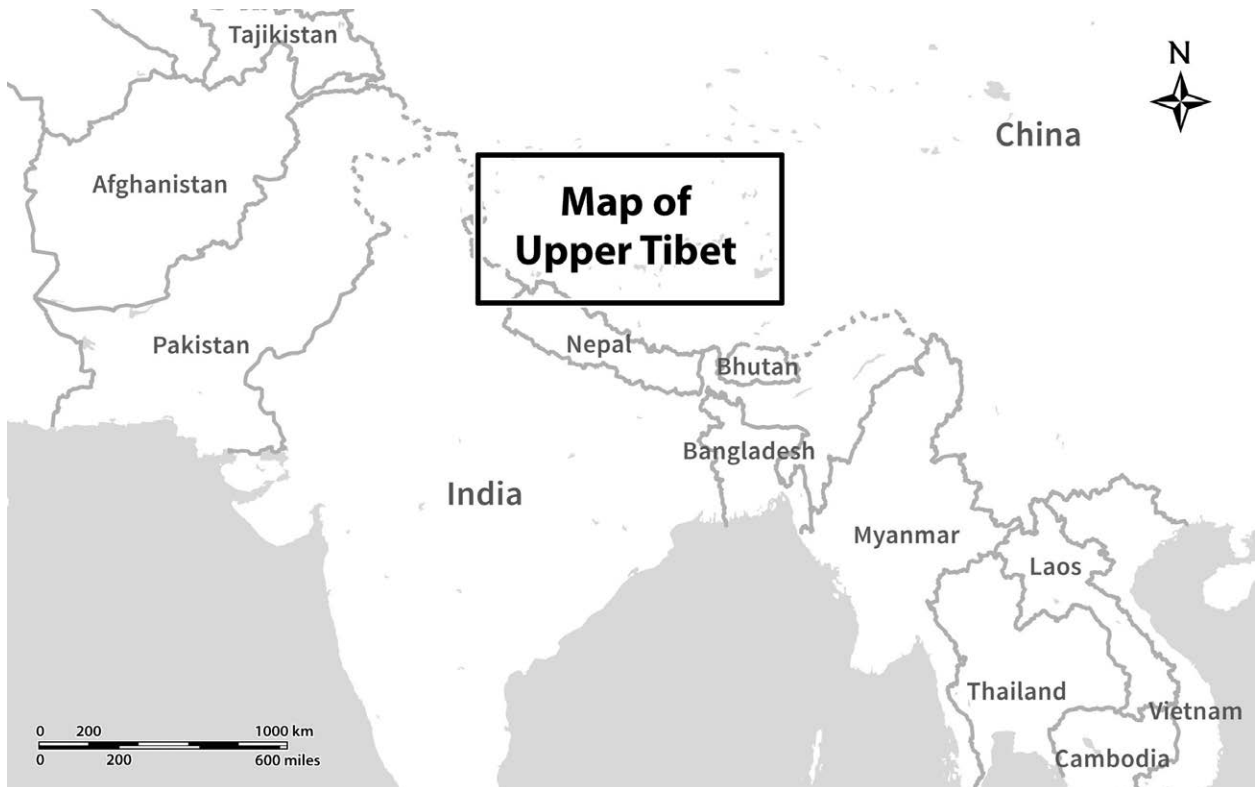 Tajikistan
N
China
Afghanistan
Map of
Upper Tibet
Pakistan
Nepal
Bhutan
Bangladesh
India
Myanmar
Laos
Thailand
Vietnam
Cambodia
0 200 1000 km
0 200 600 miles